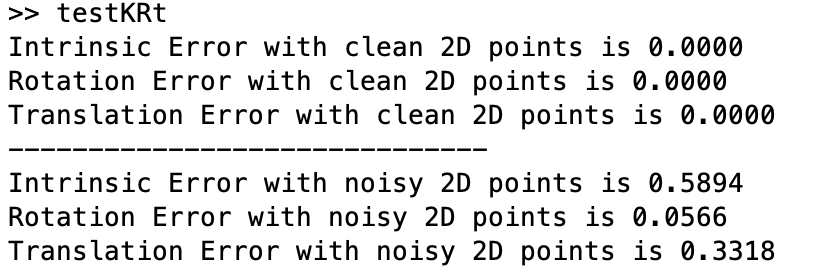 >> testKRt
Intrinsic Error with clean 2D points is 0.0000
Rotation Error with clean 2D points is 0.0000
Translation Error with clean 2D points is 0.0000
------------------------------
Intrinsic Error with noisy 2D points is 0.5894
Rotation Error with noisy 2D points is 0.0566
Translation Error with noisy 2D points is 0.3318